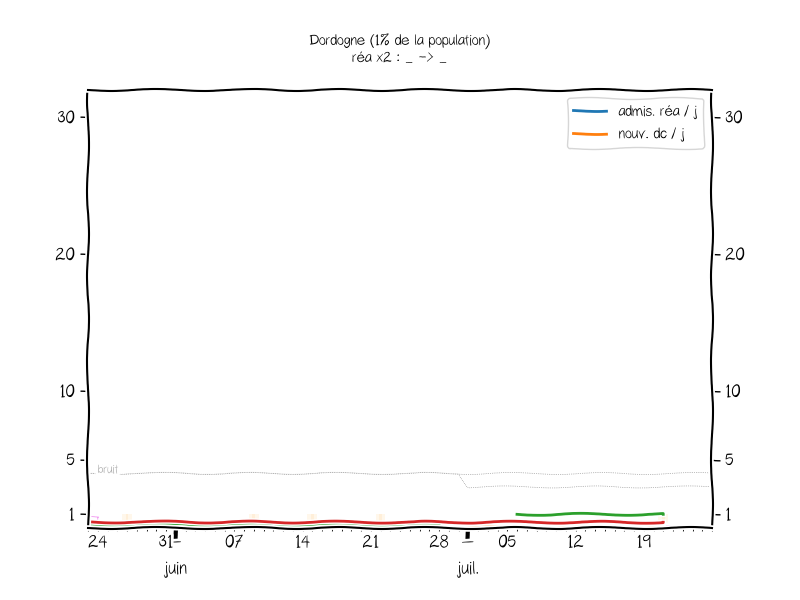 Dordogne (1% de la population)
réa x2 : _ -> _
admis. réa / j
nouv. dc / j
30
30
20
20
10
10
5
5
bruit
1
1
24 31 07 14 21 28 05 12 19
juin juil.